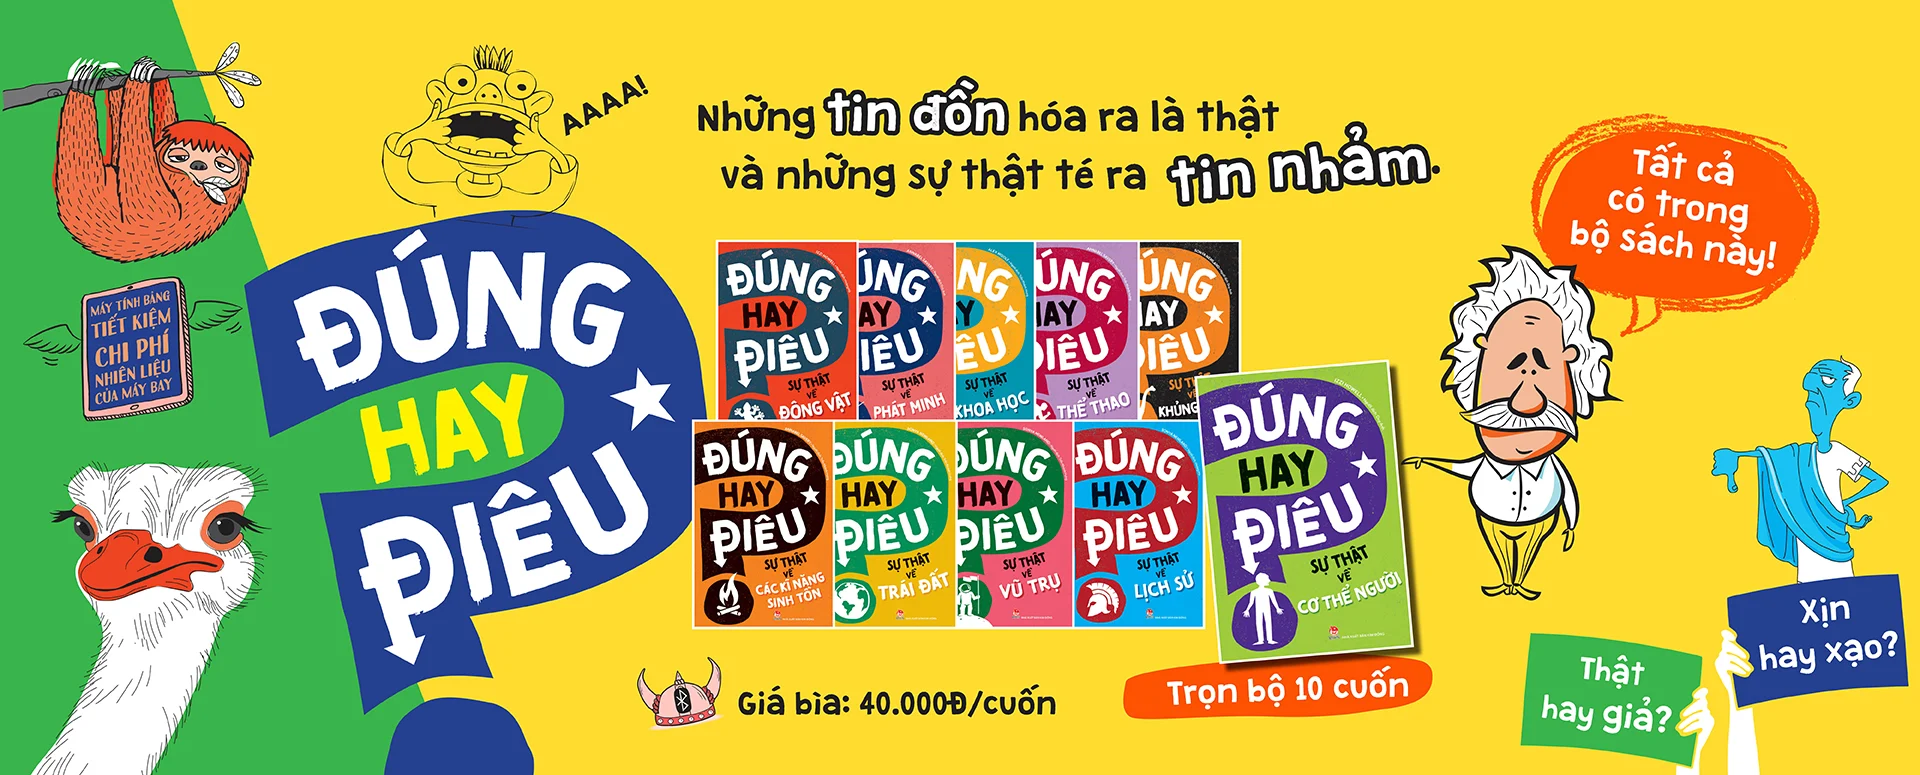 AAAA!
Những tin đồn hóa ra là thật
và những sự thật té ra tin nhảm.
Tất cả
có trong
bộ sách này!
MÁY TÍNH BẢNG
TIẾT KIỆM
CHI PHÍ
NHIÊN LIỆU
CỦA MÁY BAY
ĐÚNG
HAY
ĐIÊU
ĐÚNG
HAY
ĐIÊU
SỰ THẬT
VỀ
ĐỘNG VẬT
ÚNG
AY
IÊU
SỰ THẬT
VỀ
PHÁT MINH
NG
Y
ÊU
SỰ THẬT
VỀ
KHOA HỌC
ÚNG
AY
IÊU
SỰ THẬT
VỀ
THỂ THAO
ÚNG
HAY
IÊU
SỰ THẬT
VỀ
KHỦNG
ĐÚNG
HAY
ĐIÊU
SỰ THẬT
VỀ
CÁC KĨ NĂNG
SINH TỒN
ĐÚNG
HAY
ĐIÊU
SỰ THẬT
VỀ
TRÁI ĐẤT
ĐÚNG
HAY
ĐIÊU
SỰ THẬT
VỀ
VŨ TRỤ
ĐÚNG
HAY
ĐIÊU
SỰ THẬT
VỀ
LỊCH SỬ
ĐÚNG
HAY
ĐIÊU
SỰ THẬT
VỀ
CƠ THỂ NGƯỜI
Giá bìa: 40.000Đ/cuốn
Trọn bộ 10 cuốn
Thật
hay giả?
Xịn
hay xạo?